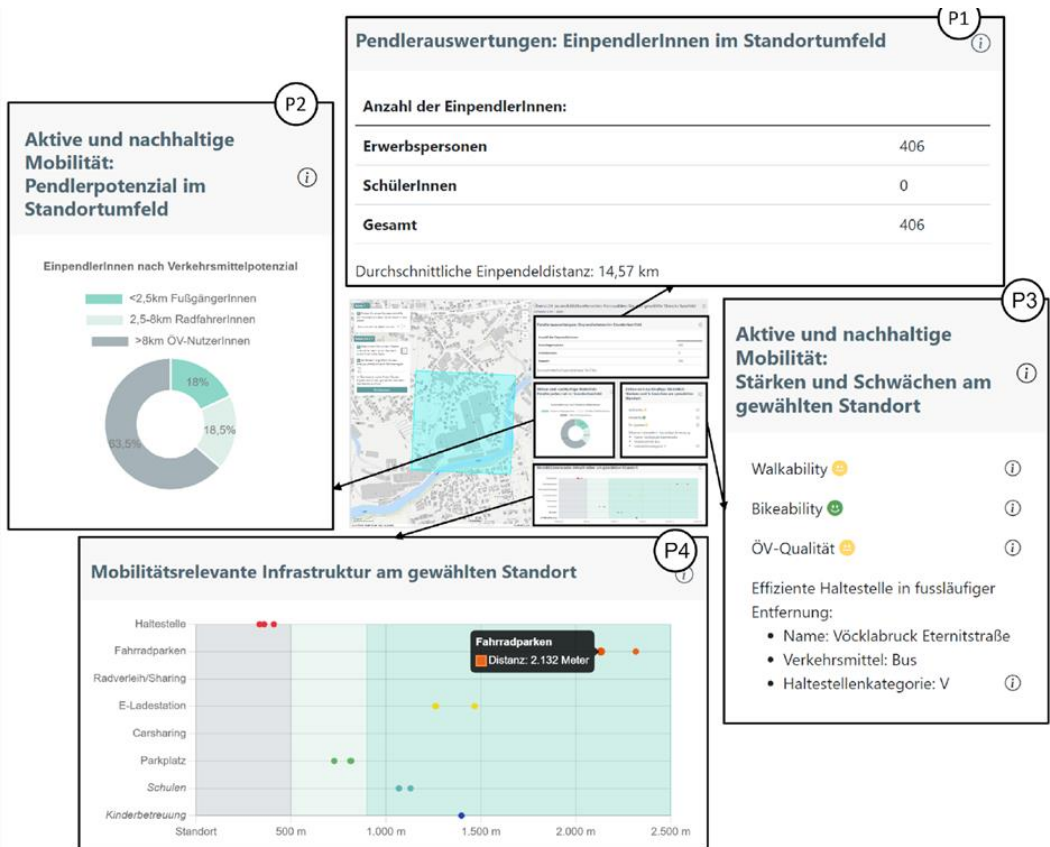 P1
Pendlerauswertungen: EinpendlerInnen im Standortumfeld
Anzahl der EinpendlerInnen:
Erwerbspersonen 406
SchülerInnen 0
Gesamt 406
Durchschnittliche Einpendeldistanz: 14,57 km
P2
Aktive und nachhaltige
Mobilität:
Pendlerpotenzial im
Standortumfeld
EinpendlerInnen nach Verkehrsmittelpotenzial
<2,5km FußgängerInnen
2,5-8km RadfahrerInnen
>8km ÖV-NutzerInnen
18%
18,5%
63,5%
P3
Aktive und nachhaltige
Mobilität:
Stärken und Schwächen am
gewählten Standort
Walkability
Bikeability
ÖV-Qualität
Effiziente Haltestelle in fussläufiger
Entfernung:
• Name: Vöcklabruck Eternitstraße
• Verkehrsmittel: Bus
• Haltestellenkategorie: V
P4
Mobilitätsrelevante Infrastruktur am gewählten Standort
Haltestelle
Fahrradparken
Radverleih/Sharing
E-Ladestation
Carsharing
Parkplatz
Schulen
Kinderbetreuung
Fahrradparken
Distanz: 2.132 Meter
Standort 500 m 1.000 m 1.500 m 2.000 m 2.500 m